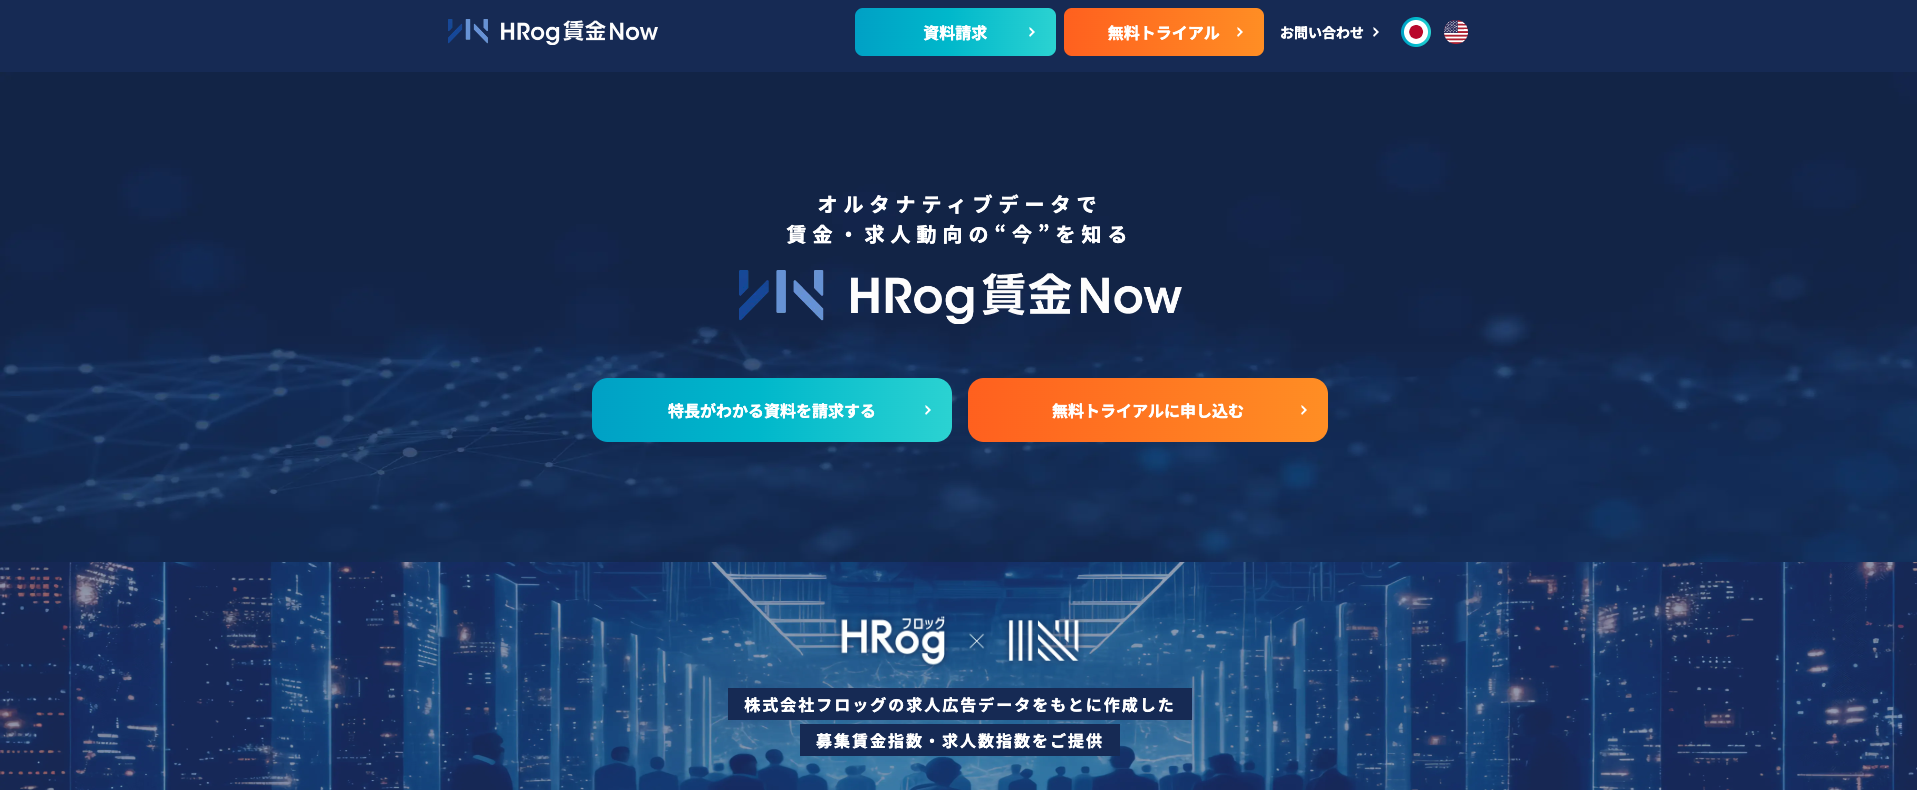 HRog賃金Now
資料請求
無料トライアル
お問い合わせ
オルタナティブデータで
賃金・求人動向の“今”を知る
HRog賃金Now
特長がわかる資料を請求する
無料トライアルに申し込む
フロッグ
HRog
株式会社フロッグの求人広告データをもとに作成した
募集賃金指数・求人数指数をご提供